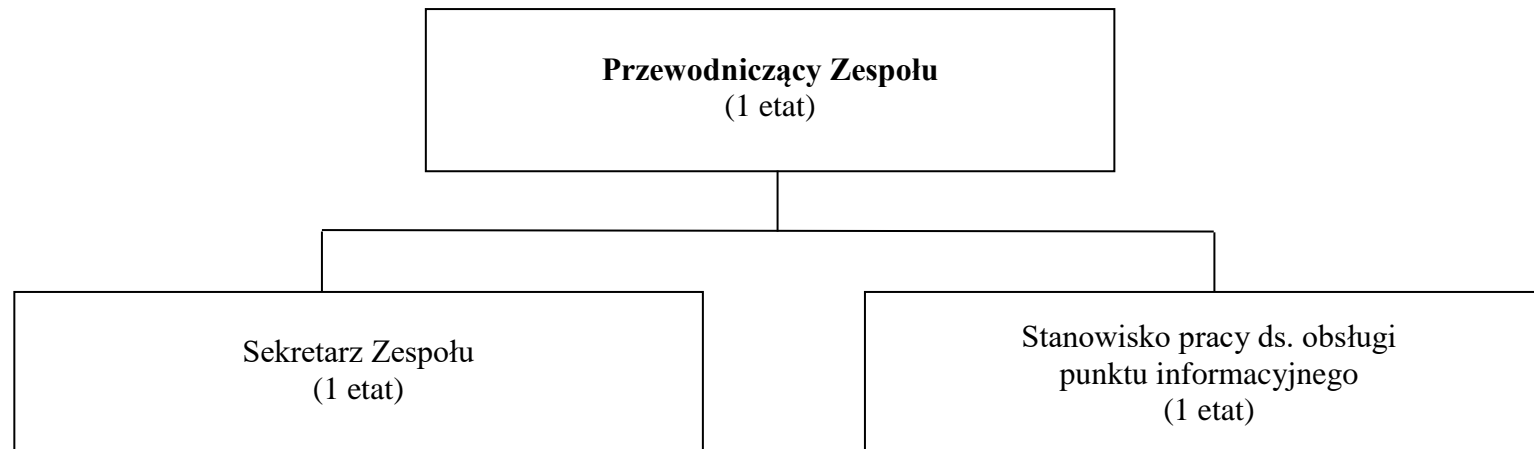 Przewodniczący Zespołu
(1 etat)
Sekretarz Zespołu
(1 etat)
Stanowisko pracy ds. obsługi
punktu informacyjnego
(1 etat)